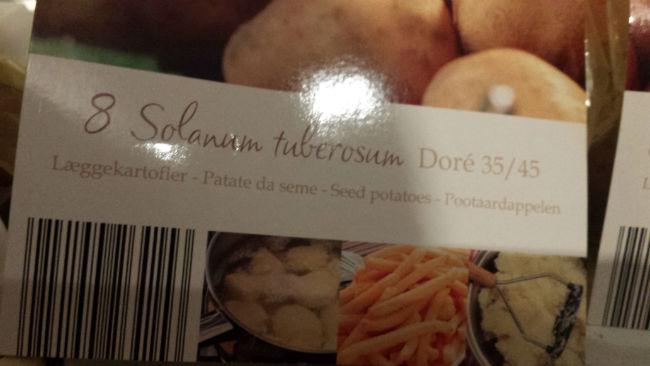 8 Solanum tuberosum Doré 35/45
Læggekartofler - Patate da seme - Seed potatoes - Pootaardappelen